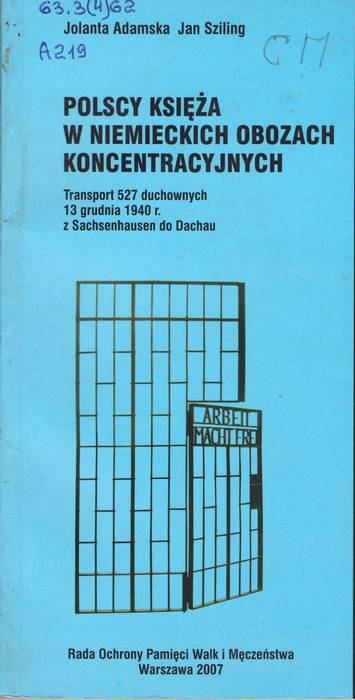 63.3(4)62
Jolanta Adamska Jan Sziling
A219
СМ
POLSCY KSIĘŻA
W NIEMIECKICH OBOZACH
KONCENTRACYJNYCH
Transport 527 duchownych
13 grudnia 1940 r.
z Sachsenhausen do Dachau
ARBEIT
MACHT FREI
Rada Ochrony Pamięci Walk i Męczeństwa
Warszawa 2007